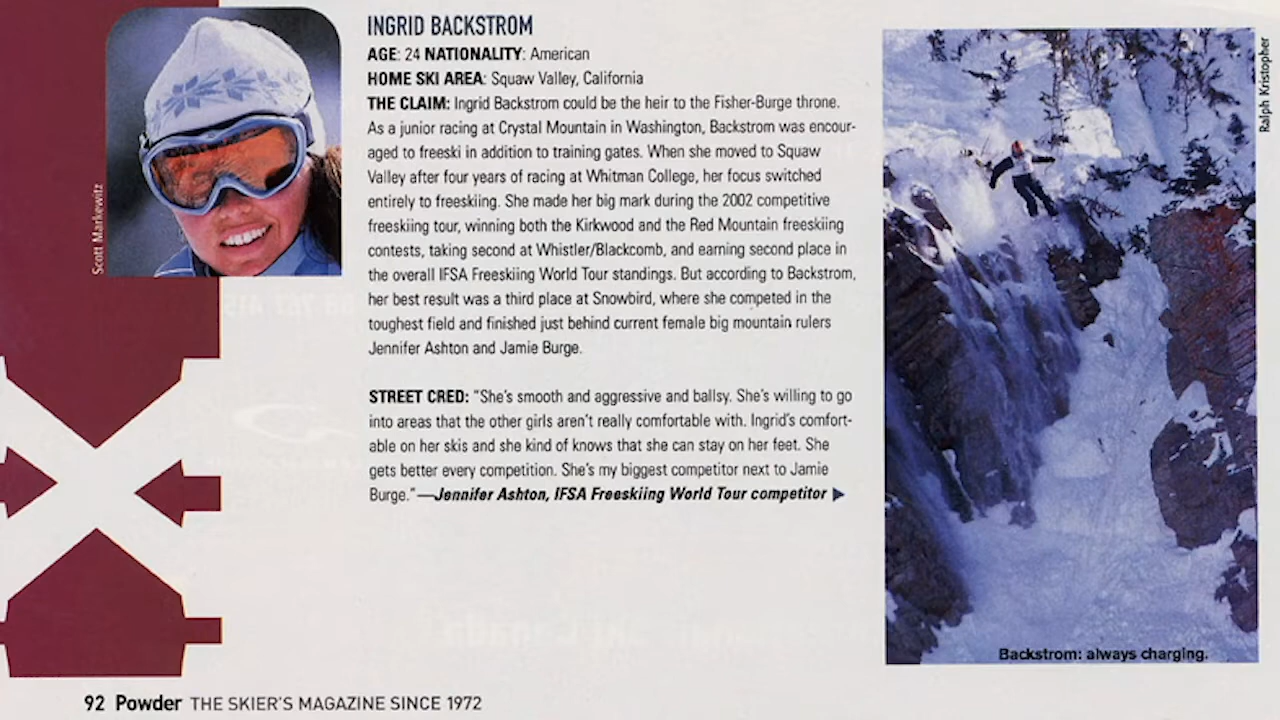 INGRID BACKSTROM
AGE: 24 NATIONALITY: American
HOME SKI AREA: Squaw Valley, California
THE CLAIM: Ingrid Backstrom could be the heir to the Fisher-Burge throne.
As a junior racing at Crystal Mountain in Washington, Backstrom was encour-
aged to freeski in addition to training gates. When she moved to Squaw
Valley after four years of racing at Whitman College, her focus switched
entirely to freeskiing. She made her big mark during the 2002 competitive
freeskiing tour, winning both the Kirkwood and the Red Mountain freeskiing
contests, taking second at Whistler/Blackcomb, and earning second place in
the overall IFSA Freeskiing World Tour standings. But according to Backstrom,
her best result was a third place at Snowbird, where she competed in the
toughest field and finished just behind current female big mountain rulers
Jennifer Ashton and Jamie Burge.
STREET CRED: "She's smooth and aggressive and ballsy. She's willing to go
into areas that the other girls aren't really comfortable with. Ingrid's comfort-
able on her skis and she kind of knows that she can stay on her feet. She
gets better every competition. She's my biggest competitor next to Jamie
Burge."—Jennifer Ashton, IFSA Freeskiing World Tour competitor
Scott Markewitz
Ralph Kristopher
Backstrom: always charging.
92 Powder THE SKIER'S MAGAZINE SINCE 1972